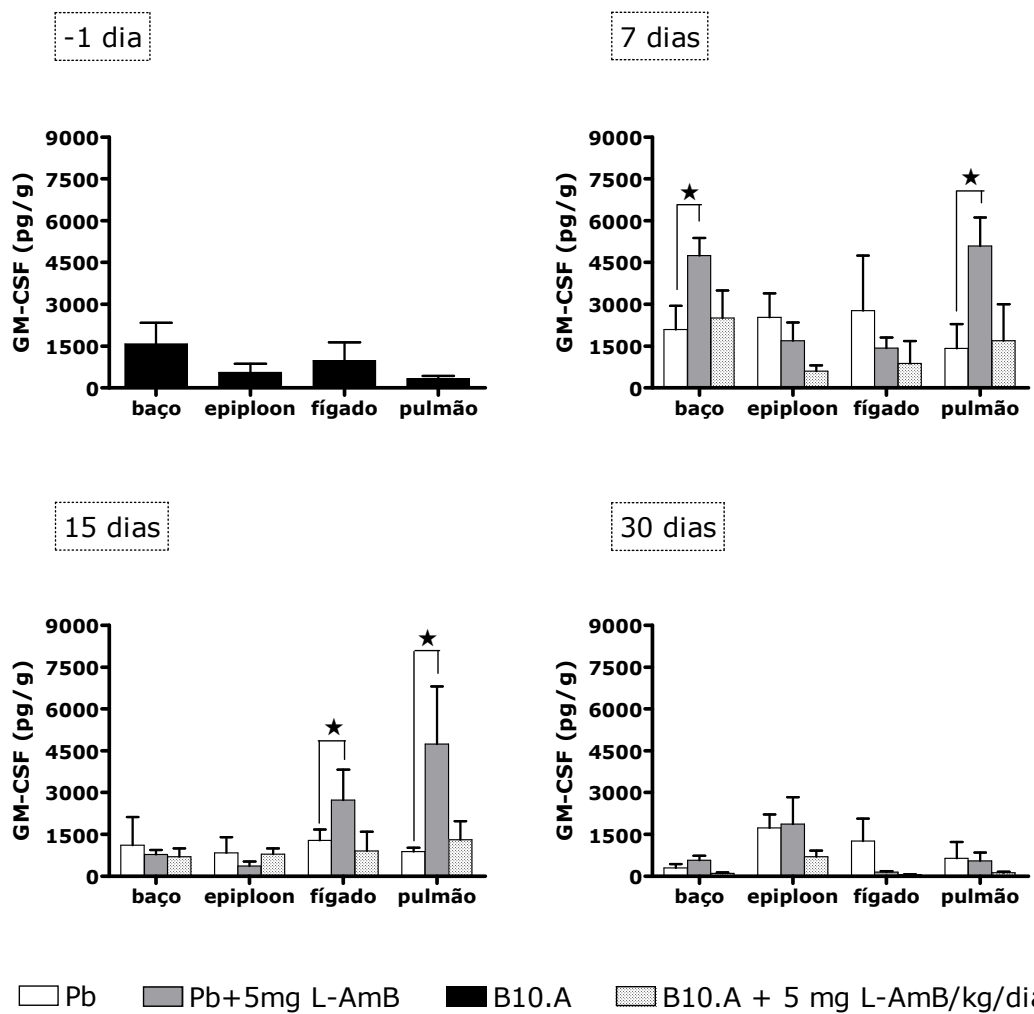 -1 dia
7 dias
GM-CSF (pg/g)
9000
7500
6000
4500
3000
1500
0
baço epiploon fígado pulmão
GM-CSF (pg/g)
9000
7500
6000
4500
3000
1500
0
★ ★
baço epiploon fígado pulmão
15 dias
30 dias
GM-CSF (pg/g)
9000
7500
6000
4500
3000
1500
0
★ ★
baço epiploon fígado pulmão
GM-CSF (pg/g)
9000
7500
6000
4500
3000
1500
0
baço epiploon fígado pulmão
Pb Pb+5mg L-AmB B10.A B10.A + 5 mg L-AmB/kg/dia